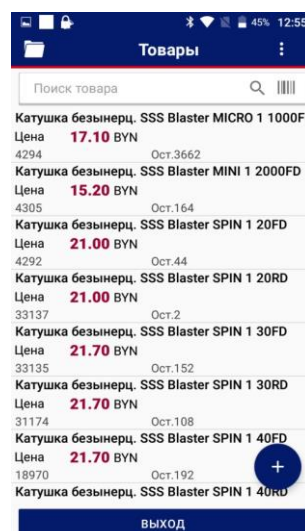 45% 12:55
Товары
Поиск товара
Катушка безынерц. SSS Blaster MICRO 1 1000F
Цена 17.10 BYN
4294 Ост.3662
Катушка безынерц. SSS Blaster MINI 1 2000FD
Цена 15.20 BYN
4305 Ост.164
Катушка безынерц. SSS Blaster SPIN 1 20FD
Цена 21.00 BYN
4292 Ост.44
Катушка безынерц. SSS Blaster SPIN 1 20RD
Цена 21.00 BYN
33137 Ост.2
Катушка безынерц. SSS Blaster SPIN 1 30FD
Цена 21.70 BYN
33135 Ост.152
Катушка безынерц. SSS Blaster SPIN 1 30RD
Цена 21.70 BYN
31174 Ост.108
Катушка безынерц. SSS Blaster SPIN 1 40FD
Цена 21.70 BYN
18970 Ост.192
Катушка безынерц. SSS Blaster SPIN 1 40RD
ВЫХОД